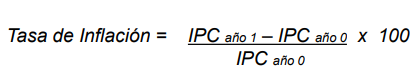 Tasa de Inflación = IPC año 1 – IPC año 0 x 100
IPC año 0